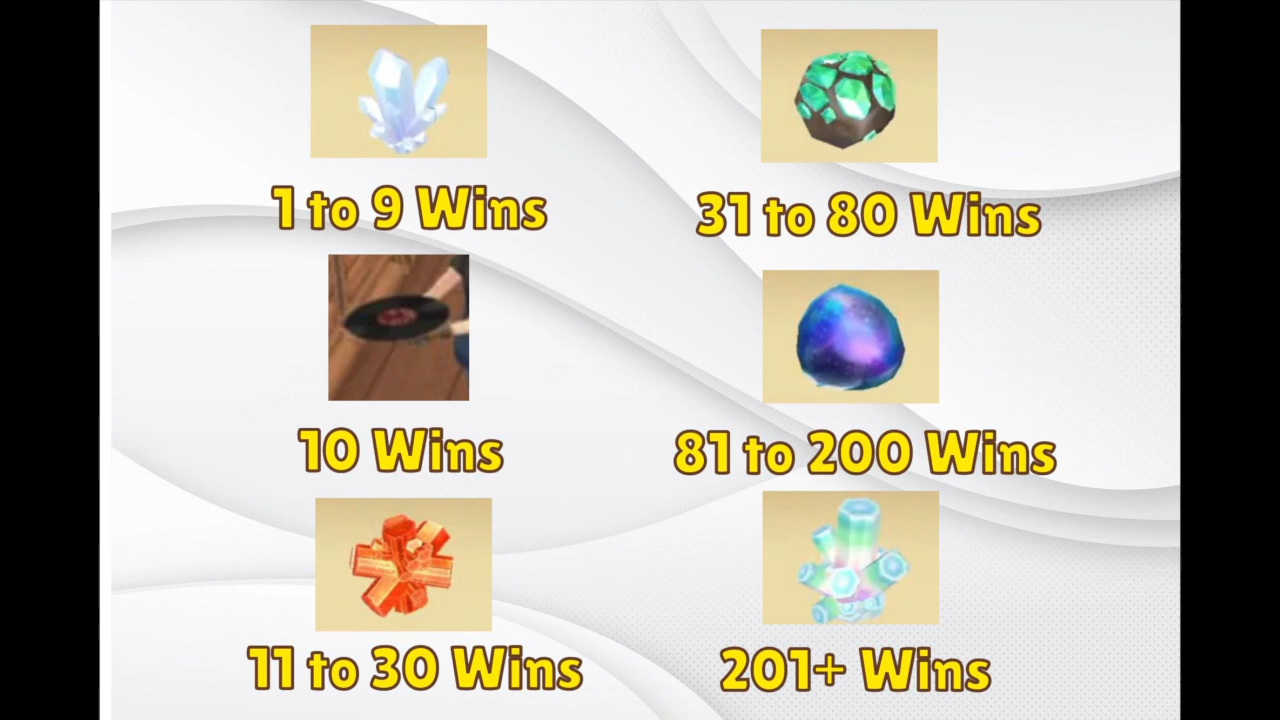 1 to 9 Wins
31 to 80 Wins
10 Wins
81 to 200 Wins
11 to 30 Wins
201+ Wins